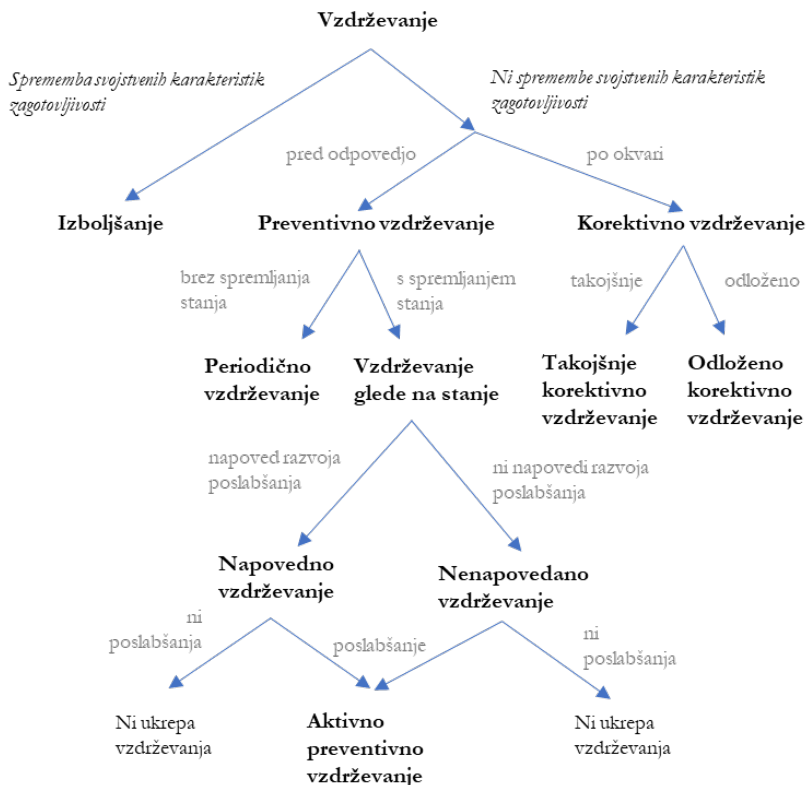 Vzdrževanje
Sprememba svojstvenih karakteristik
zagotovljivosti
Ni spremembe svojstvenih karakteristik
zagotovljivosti
pred odpovedjo
po okvari
Izboljšanje
Preventivno vzdrževanje
Korektivno vzdrževanje
brez spremljanja
stanja
s spremljanjem
stanja
takojšnje
odloženo
Periodično
vzdrževanje
Vzdrževanje
glede na stanje
Takojšnje
korektivno
vzdrževanje
Odloženo
korektivno
vzdrževanje
napoved razvoja
poslabšanja
ni napovedi razvoja
poslabšanja
Napovedno
vzdrževanje
Nenapovedano
vzdrževanje
ni
poslabšanja
poslabšanje
ni
poslabšanja
Ni ukrepa
vzdrževanja
Aktivno
preventivno
vzdrževanje
Ni ukrepa
vzdrževanja